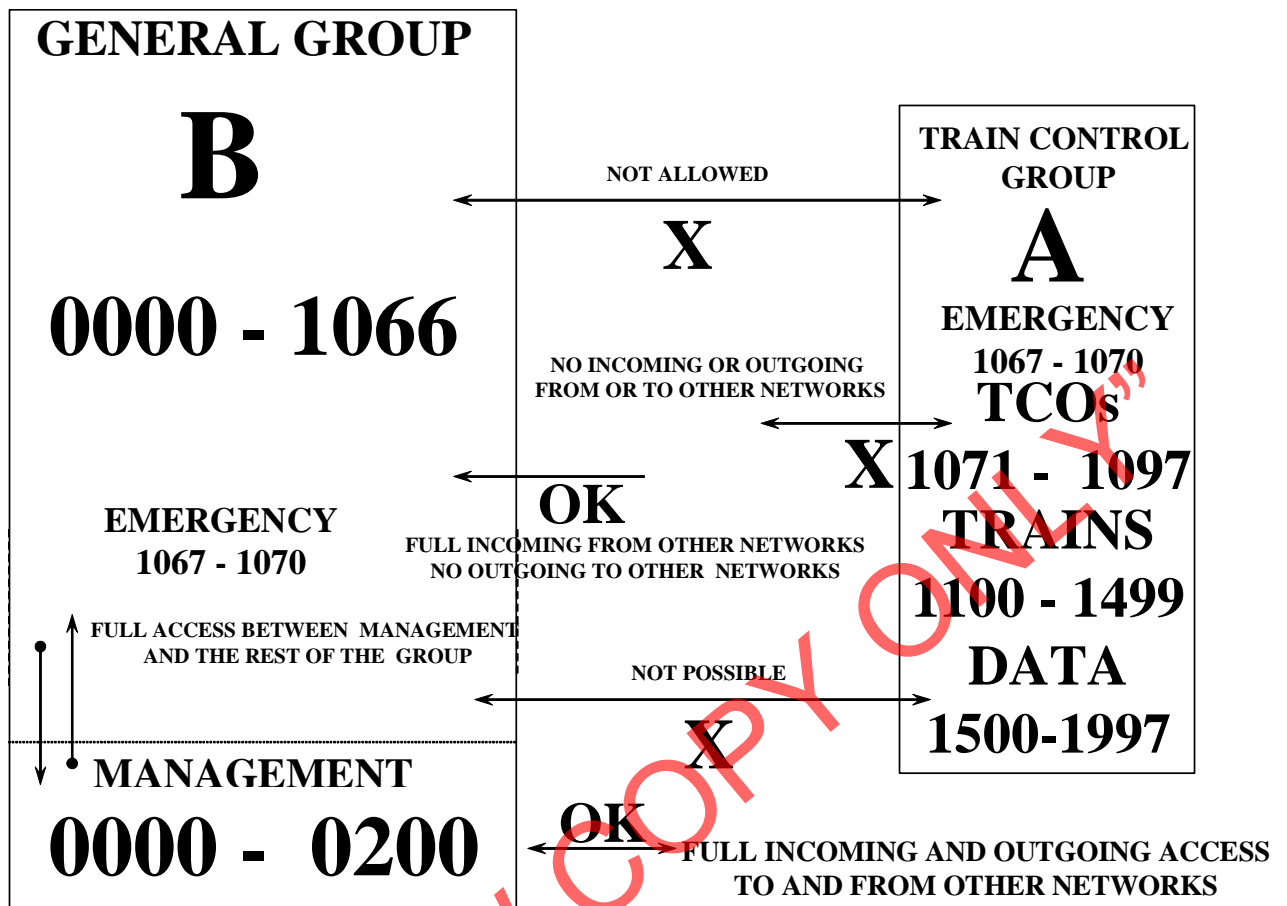 GENERAL GROUP
B
0000 - 1066
EMERGENCY
1067 - 1070
FULL ACCESS BETWEEN MANAGEMENT
AND THE REST OF THE GROUP
MANAGEMENT
0000 - 0200
NOT ALLOWED
X
NO INCOMING OR OUTGOING
FROM OR TO OTHER NETWORKS
X
OK
FULL INCOMING FROM OTHER NETWORKS
NO OUTGOING TO OTHER NETWORKS
NOT POSSIBLE
X
OK
FULL INCOMING AND OUTGOING ACCESS
TO AND FROM OTHER NETWORKS
TRAIN CONTROL
GROUP
A
EMERGENCY
1067 - 1070
TCOs
1071 - 1097
TRAINS
1100 - 1499
DATA
1500-1997
COPY ONLY”